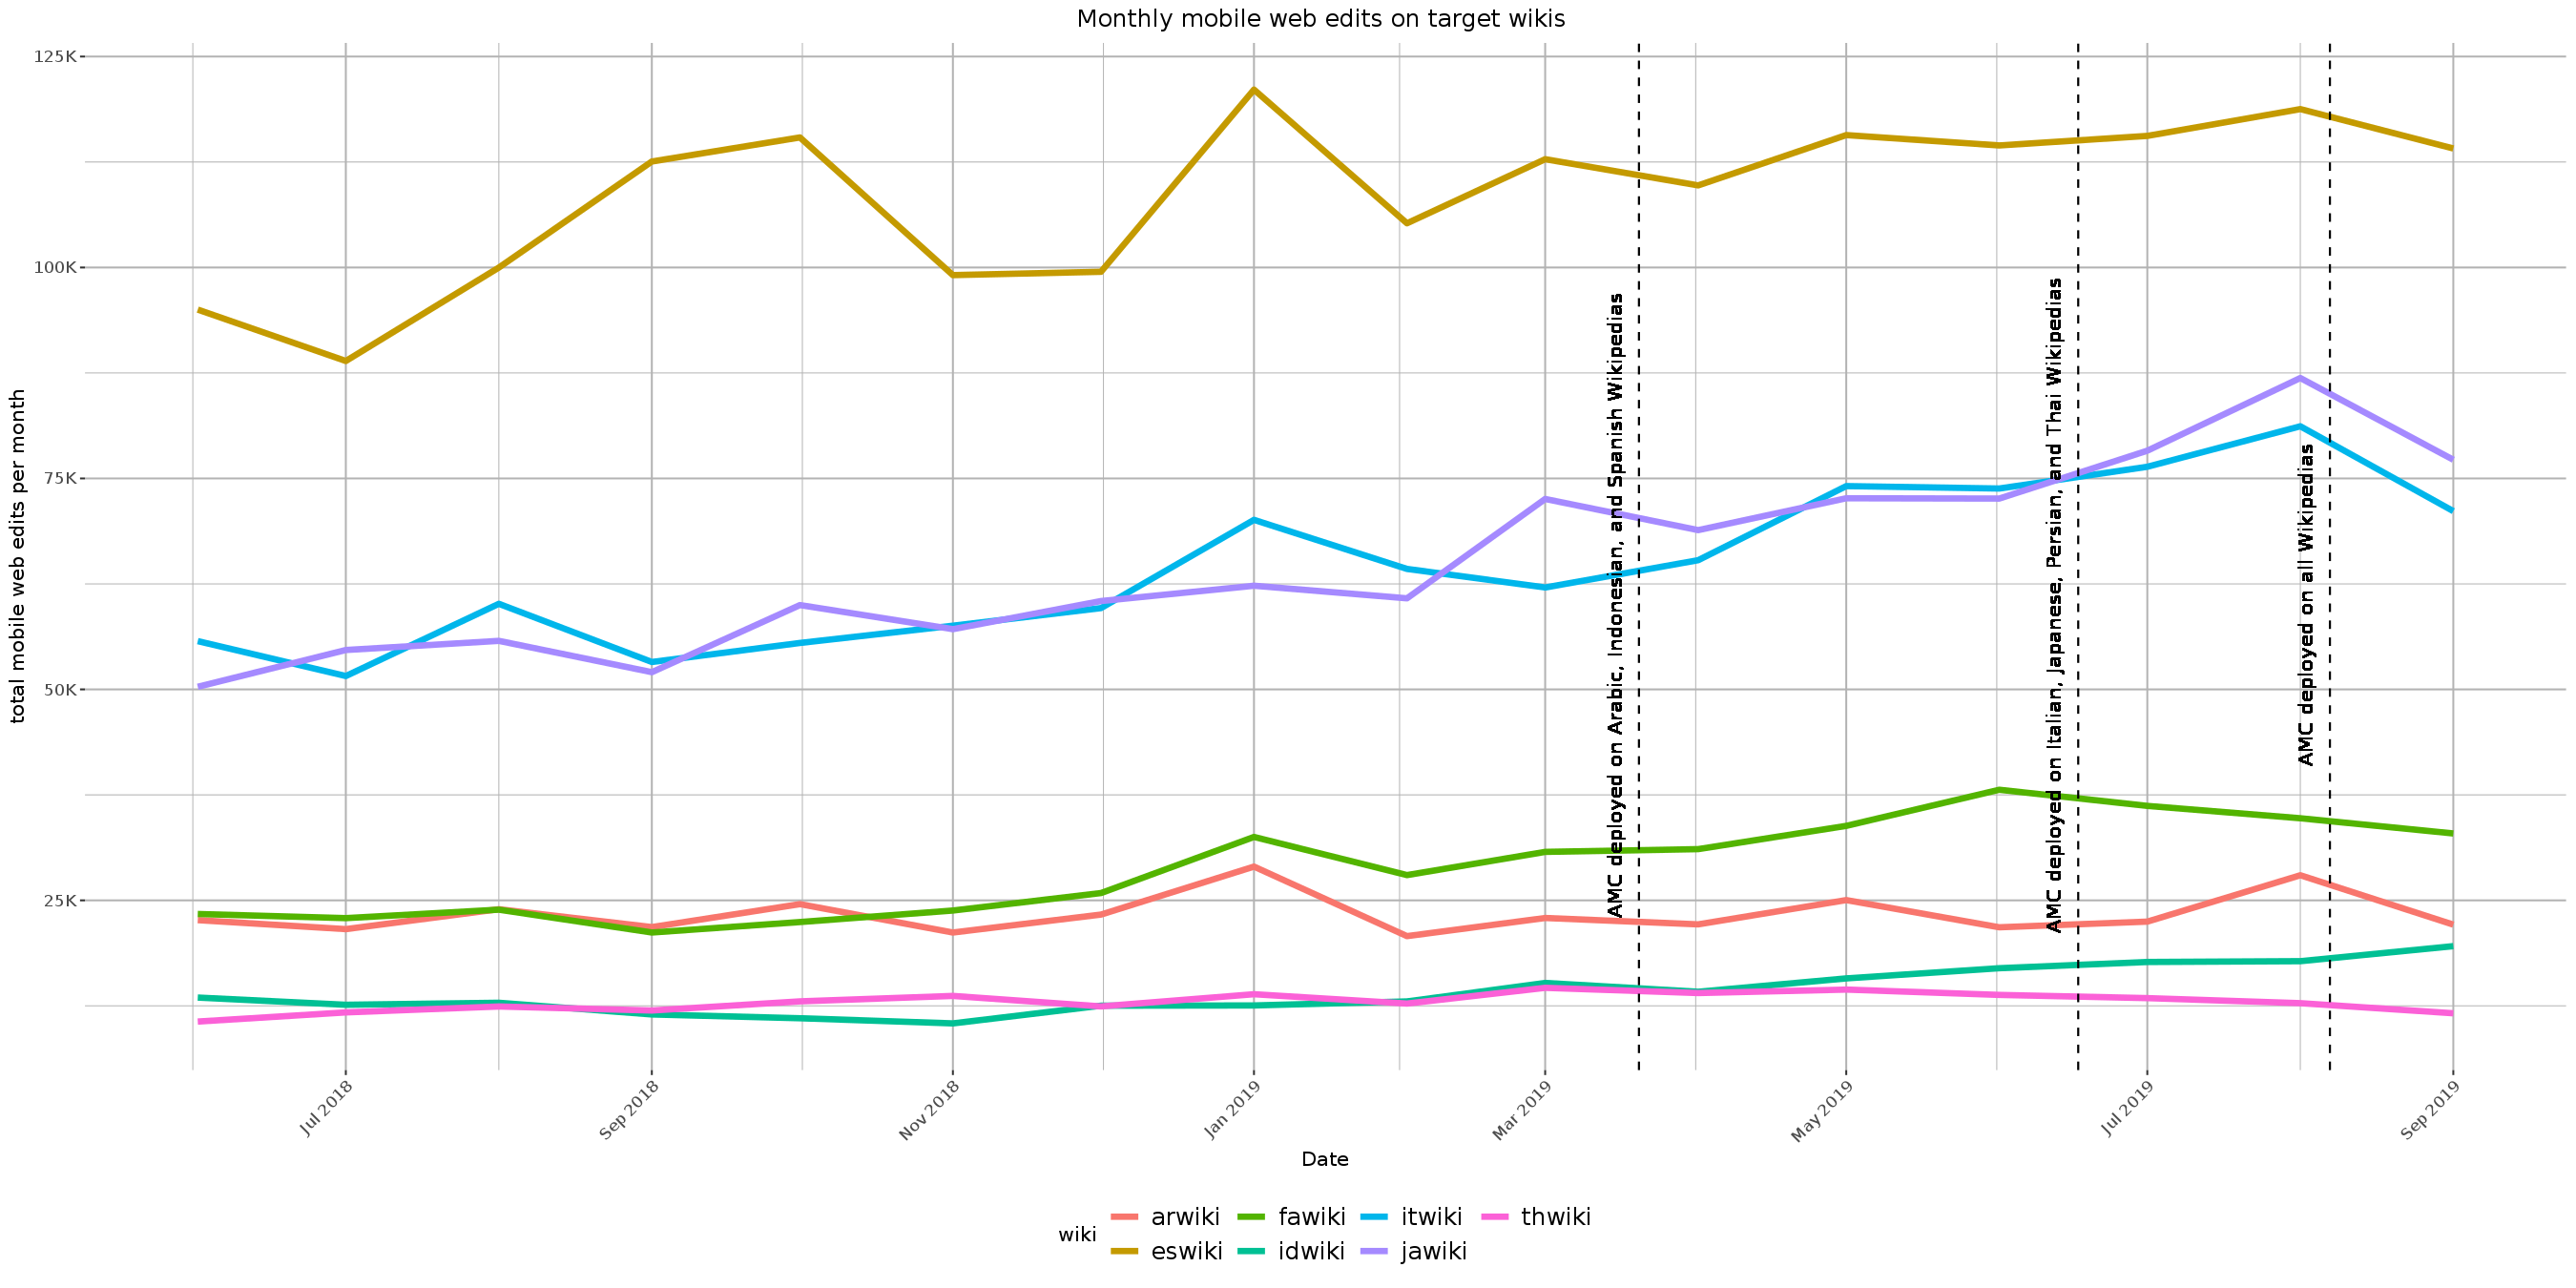 Monthly mobile web edits on target wikis
total mobile web edits per month
125K
100K
75K
50K
25K
AMC deployed on Arabic, Indonesian, and Spanish Wikipedias
AMC deployed on Italian, Japanese, Persian, and Thai Wikipedias
AMC deployed on all Wikipedias
Jul 2018
Sep 2018
Nov 2018
Jan 2019
Mar 2019
May 2019
Jul 2019
Sep 2019
Date
wiki
arwiki fawiki itwiki thwiki
eswiki idwiki jawiki